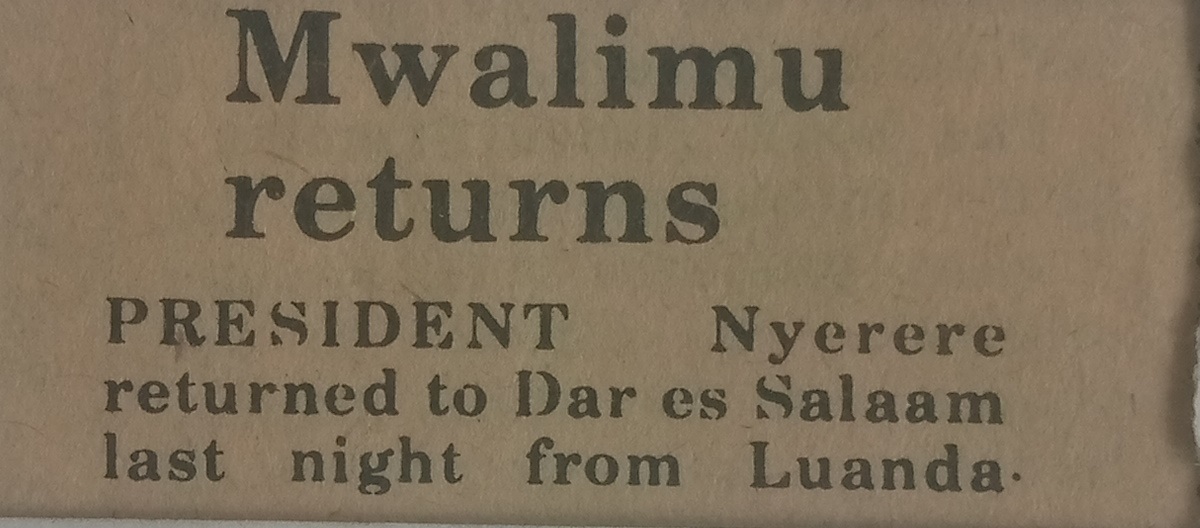 Mwalimu
returns
PRESIDENT Nyerere
returned to Dar es Salaam
last night from Luanda.